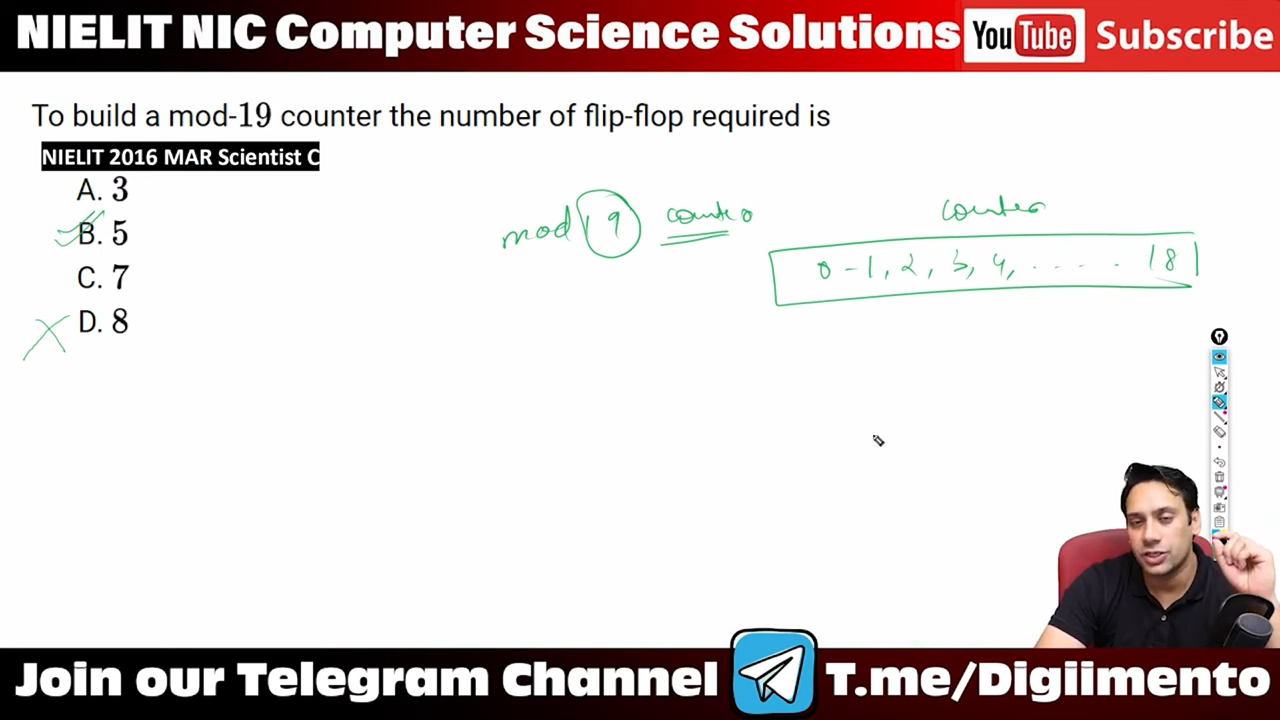 NIELIT NIC Computer Science Solutions YouTube Subscribe
To build a mod-19 counter the number of flip-flop required is
NIELIT 2016 MAR Scientist C
A. 3
B. 5
C. 7
D. 8
mod 19 counter
counter
0 - 1, 2, 3, 4, ..... 18
Join our Telegram Channel T.me/Digiimento